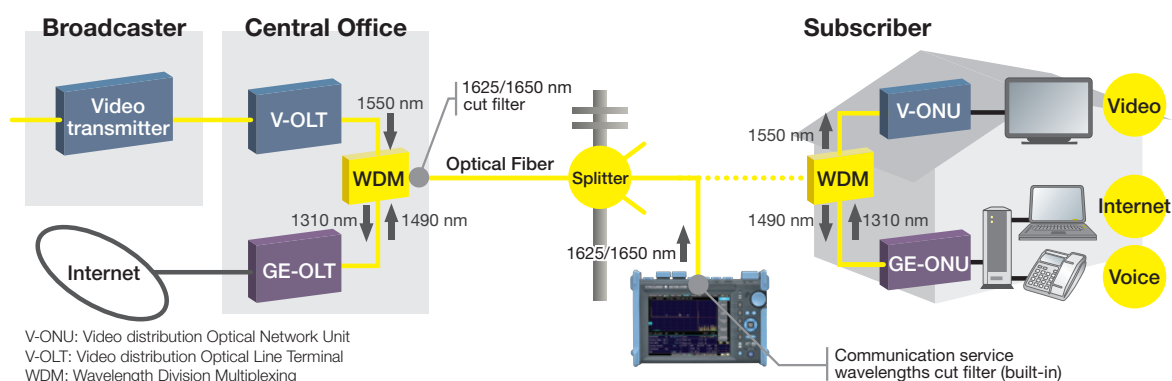 Broadcaster
Central Office
Subscriber
Video
transmitter
V-OLT
1550 nm
1625/1650 nm
cut filter
WDM
Optical Fiber
Splitter
1550 nm
V-ONU
Video
WDM
1310 nm
1490 nm
1490 nm
1310 nm
Internet
Internet
GE-OLT
1625/1650 nm
GE-ONU
Voice
V-ONU: Video distribution Optical Network Unit
V-OLT: Video distribution Optical Line Terminal
WDM: Wavelength Division Multiplexing
Communication service
wavelengths cut filter (built-in)